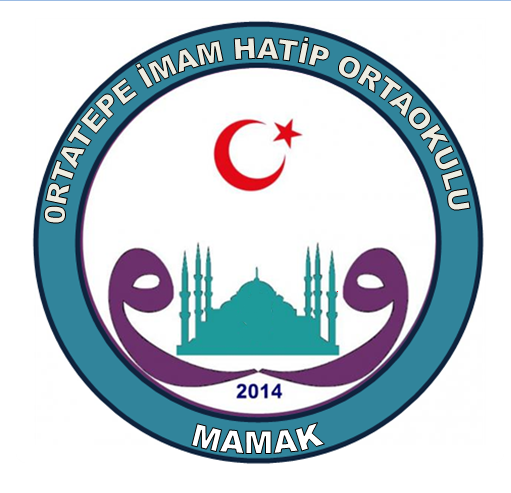 ORTATEPE İMAM HATİP ORTAOKULU
2014
MAMAK